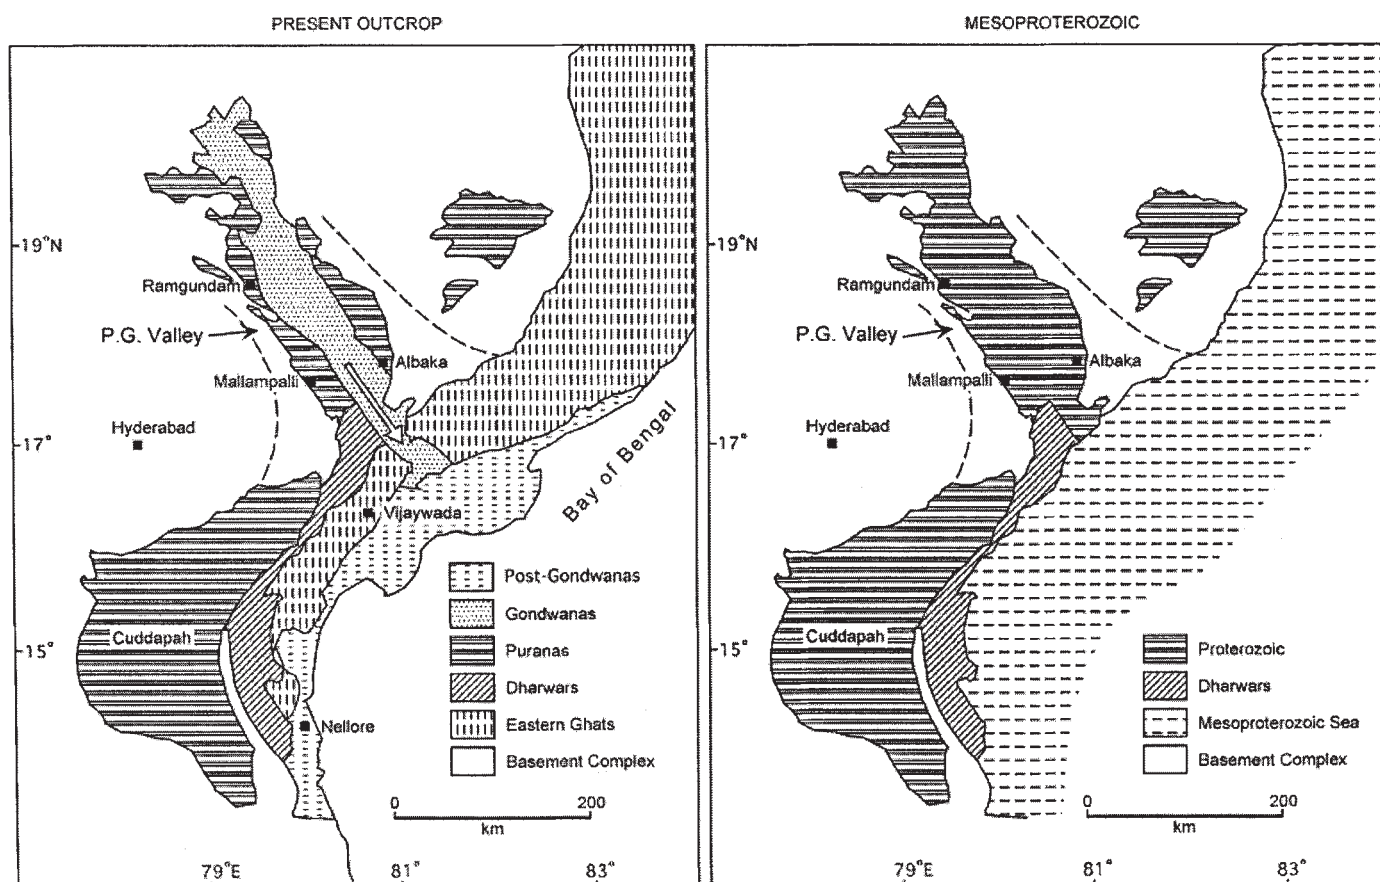 PRESENT OUTCROP
19°N
Ramgundam
P.G. Valley
Albaka
Mallampalli
Hyderabad
17°
Bay of Bengal
Vijaywada
Cuddapah
15°
Nellore
Post-Gondwanas
Gondwanas
Puranas
Dharwars
Eastern Ghats
Basement Complex
0 200
km
79°E 81° 83°
MESOPROTEROZOIC
19°N
Ramgundam
P.G. Valley
Albaka
Mallampalli
Hyderabad
17°
Cuddapah
15°
Proterozoic
Dharwars
Mesoproterozoic Sea
Basement Complex
0 200
km
79°E 81° 83°